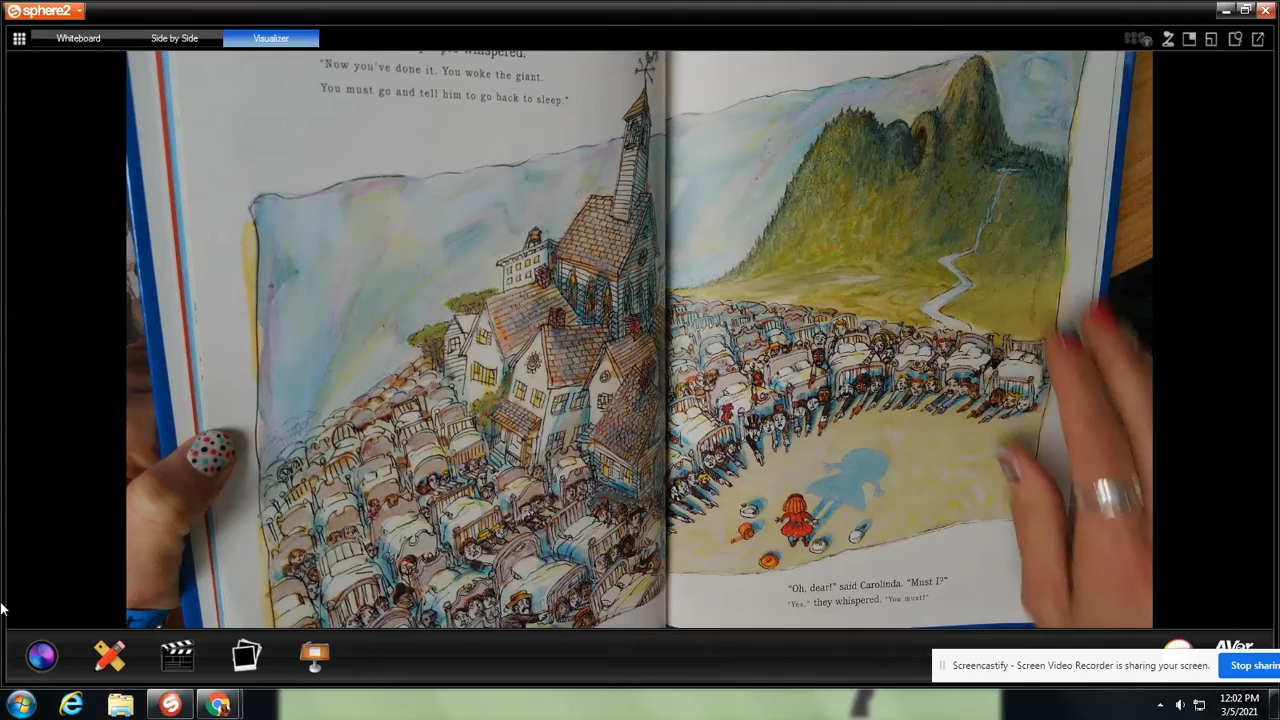 sphere2
Whiteboard
Side by Side
Visualizer
whispered.
"Now you've done it. You woke the giant.
You must go and tell him to go back to sleep."
"Oh, dear!" said Carolinda. "Must I?"
"Yes," they whispered. "You must!"
AVer
Screencastify - Screen Video Recorder is sharing your screen.
Stop sharin
12:02 PM
3/5/2021